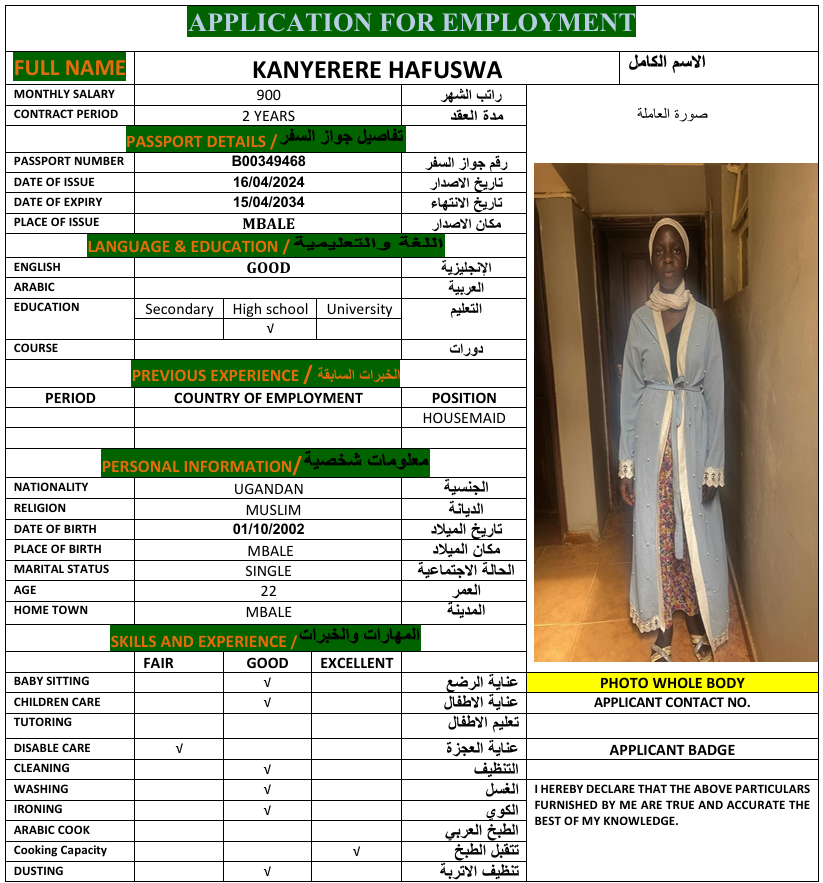 APPLICATION FOR EMPLOYMENT
FULL NAME KANYERERE HAFUSWA الاسم الكامل
MONTHLY SALARY 900 راتب الشهر
CONTRACT PERIOD 2 YEARS مدة العقد
صورة العاملة
PASSPORT DETAILS / تفاصيل جواز السفر
PASSPORT NUMBER B00349468 رقم جواز السفر
DATE OF ISSUE 16/04/2024 تاريخ الاصدار
DATE OF EXPIRY 15/04/2034 تاريخ الانتهاء
PLACE OF ISSUE MBALE مكان الاصدار
LANGUAGE & EDUCATION / اللغة والتعليمية
ENGLISH GOOD الإنجليزية
ARABIC العربية
EDUCATION Secondary High school University التعليم
√
COURSE دورات
PREVIOUS EXPERIENCE / الخبرات السابقة
PERIOD COUNTRY OF EMPLOYMENT POSITION
HOUSEMAID
PERSONAL INFORMATION/ معلومات شخصية
NATIONALITY UGANDAN الجنسية
RELIGION MUSLIM الديانة
DATE OF BIRTH 01/10/2002 تاريخ الميلاد
PLACE OF BIRTH MBALE مكان الميلاد
MARITAL STATUS SINGLE الحالة الاجتماعية
AGE 22 العمر
HOME TOWN MBALE المدينة
SKILLS AND EXPERIENCE / المهارات والخبرات
FAIR GOOD EXCELLENT
BABY SITTING √ عناية الرضع
CHILDREN CARE √ عناية الاطفال
TUTORING تعليم الاطفال
DISABLE CARE √ عناية العجزة
CLEANING √ التنظيف
WASHING √ الغسل
IRONING √ الكوي
ARABIC COOK الطبخ العربي
Cooking Capacity √ تتقبل الطبخ
DUSTING √ تنظيف الاتربة
PHOTO WHOLE BODY
APPLICANT CONTACT NO.
APPLICANT BADGE
I HEREBY DECLARE THAT THE ABOVE PARTICULARS
FURNISHED BY ME ARE TRUE AND ACCURATE THE
BEST OF MY KNOWLEDGE.